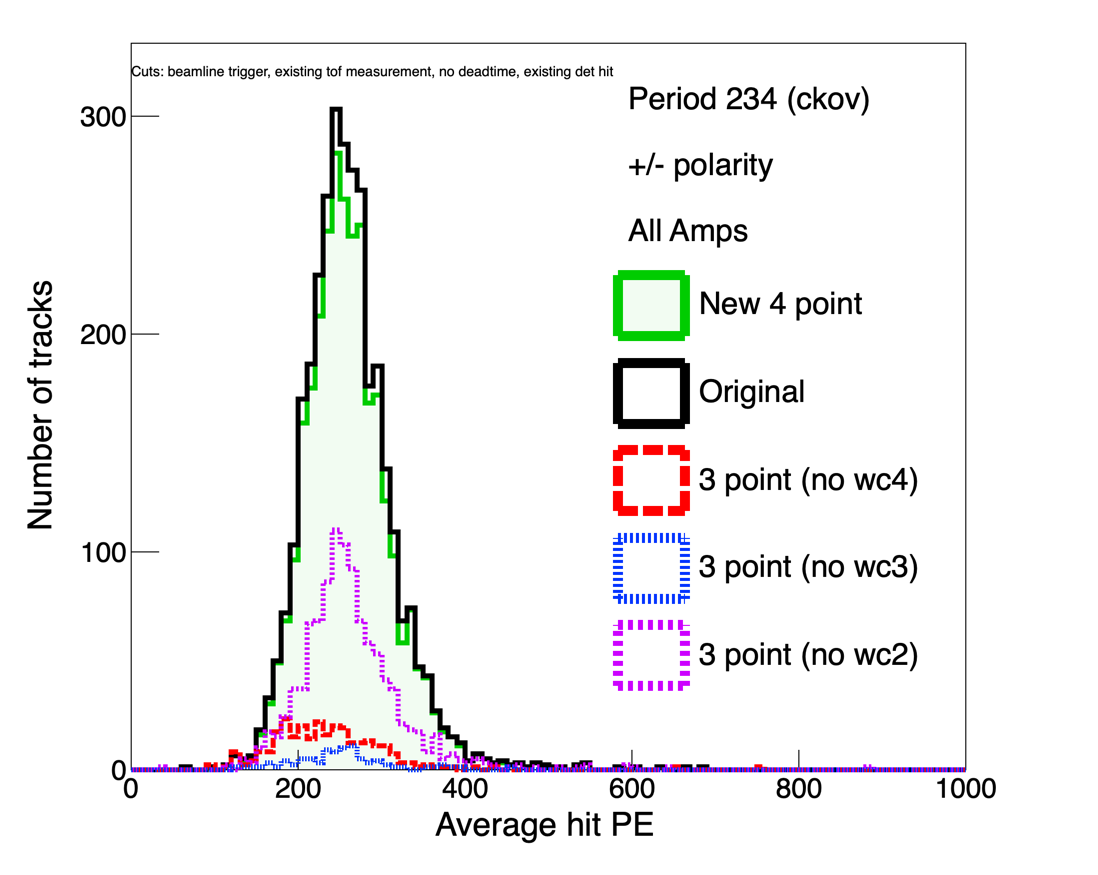 Cuts: beamline trigger, existing tof measurement, no deadtime, existing det hit
Period 234 (ckov)
+/- polarity
All Amps
New 4 point
Original
3 point (no wc4)
3 point (no wc3)
3 point (no wc2)
Number of tracks
300
200
100
0
0 200 400 600 800 1000
Average hit PE